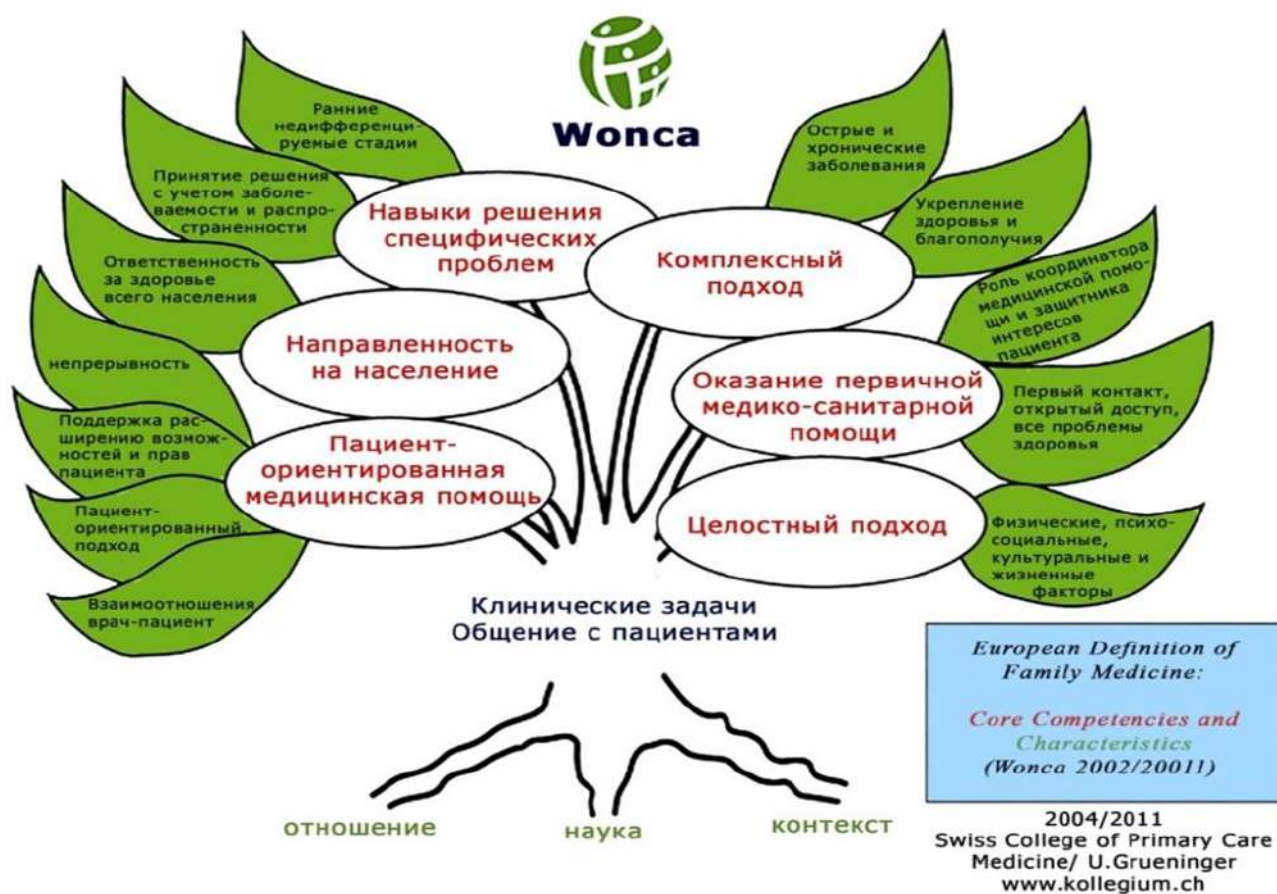 Wonca
Ранние
недифференци-
руемые стадии
Принятие решения
с учетом заболе-
ваемости и распро-
страненности
Ответственность
за здоровье
всего населения
непрерывность
Поддержка рас-
ширению возмож-
ностей и прав
пациента
Пациент-
ориентированный
подход
Взаимоотношения
врач-пациент
Навыки решения
специфических
проблем
Направленность
на население
Пациент-
ориентированная
медицинская помощь
Комплексный
подход
Оказание первичной
медико-санитарной
помощи
Целостный подход
Острые и
хронические
заболевания
Укрепление
здоровья и
благополучия
Роль координатора
медицинской помо-
щи и защитника
интересов
пациента
Первый контакт,
открытый доступ,
все проблемы
здоровья
Физические, психо-
социальные,
культуральные и
жизненные
факторы
Клинические задачи
Общение с пациентами
отношение
наука
контекст
European Definition of
Family Medicine:
Core Competencies and
Characteristics
(Wonca 2002/20011)
2004/2011
Swiss College of Primary Care
Medicine/ U.Grueninger
www.kollegium.ch